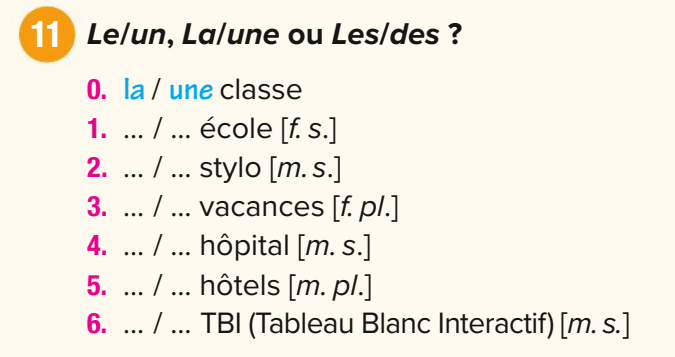 11 Le/un, La/une ou Les/des ?
0. la / une classe
1. ... / ... école [f. s.]
2. ... / ... stylo [m. s.]
3. ... / ... vacances [f. pl.]
4. ... / ... hôpital [m. s.]
5. ... / ... hôtels [m. pl.]
6. ... / ... TBI (Tableau Blanc Interactif) [m. s.]